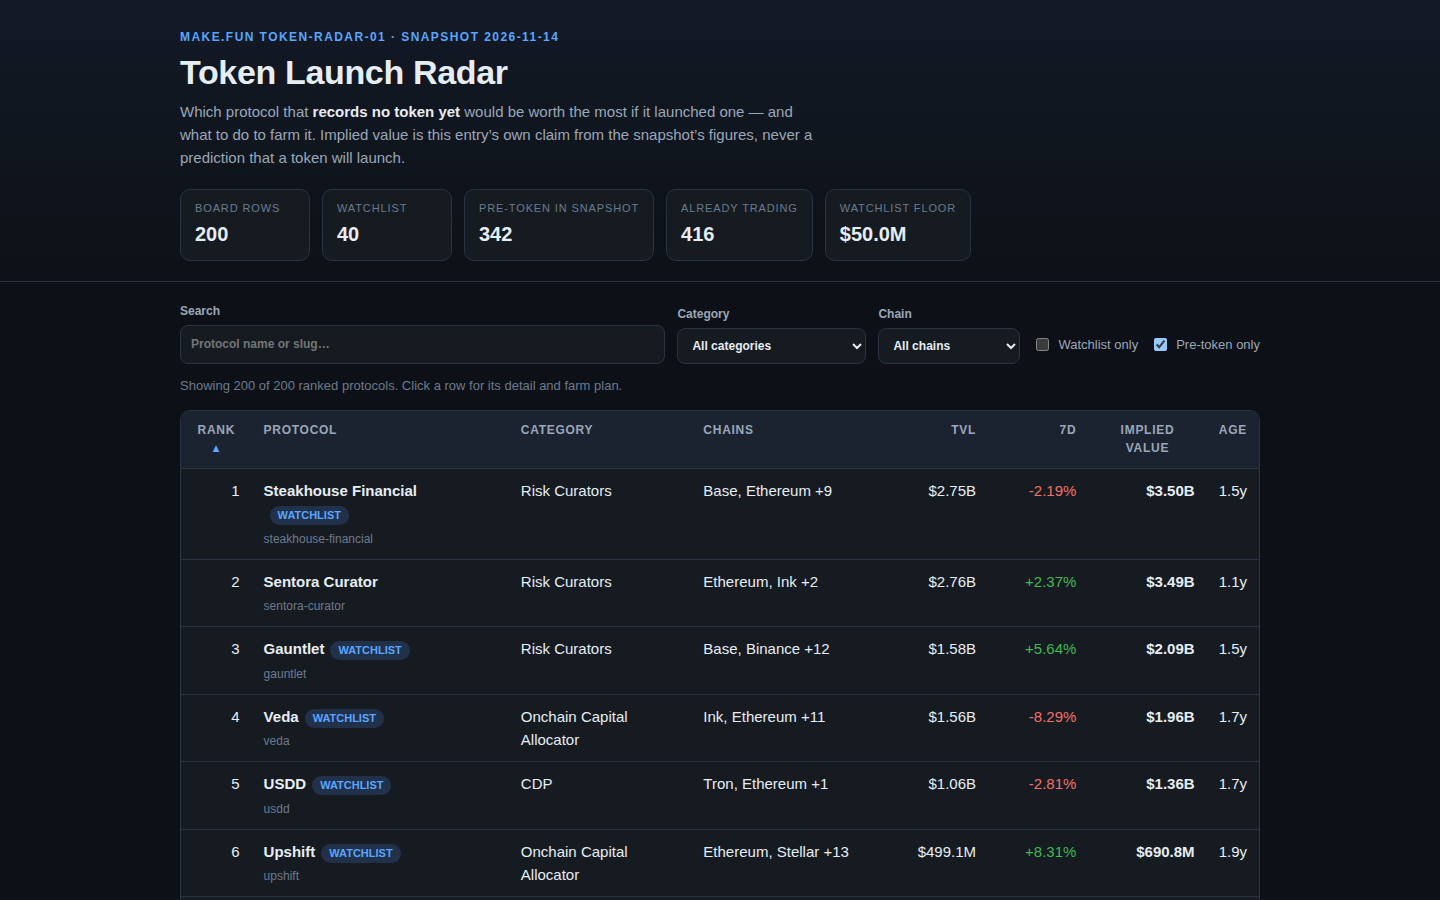 MAKE.FUN TOKEN-RADAR-01 · SNAPSHOT 2026-11-14
Token Launch Radar
Which protocol that records no token yet would be worth the most if it launched one — and
what to do to farm it. Implied value is this entry’s own claim from the snapshot’s figures, never a
prediction that a token will launch.
BOARD ROWS
200
WATCHLIST
40
PRE-TOKEN IN SNAPSHOT
342
ALREADY TRADING
416
WATCHLIST FLOOR
$50.0M
Search
Protocol name or slug…
Category
All categories
Chain
All chains
Watchlist only
Pre-token only
Showing 200 of 200 ranked protocols. Click a row for its detail and farm plan.
RANK ▲ PROTOCOL CATEGORY CHAINS TVL 7D IMPLIED VALUE AGE
1 Steakhouse Financial Risk Curators Base, Ethereum +9 $2.75B -2.19% $3.50B 1.5y
WATCHLIST
steakhouse-financial
2 Sentora Curator Risk Curators Ethereum, Ink +2 $2.76B +2.37% $3.49B 1.1y
sentora-curator
3 Gauntlet WATCHLIST Risk Curators Base, Binance +12 $1.58B +5.64% $2.09B 1.5y
gauntlet
4 Veda WATCHLIST Onchain Capital Ink, Ethereum +11 $1.56B -8.29% $1.96B 1.7y
veda Allocator
5 USDD WATCHLIST CDP Tron, Ethereum +1 $1.06B -2.81% $1.36B 1.7y
usdd
6 Upshift WATCHLIST Onchain Capital Ethereum, Stellar +13 $499.1M +8.31% $690.8M 1.9y
upshift Allocator